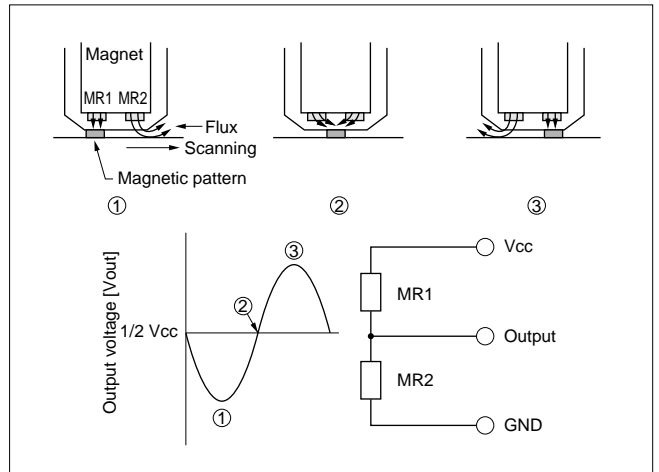 Magnet
MR1 MR2
Flux
Scanning
Magnetic pattern
① ② ③
Output voltage [Vout]
1/2 Vcc
①
②
③
Vcc
MR1
Output
MR2
GND